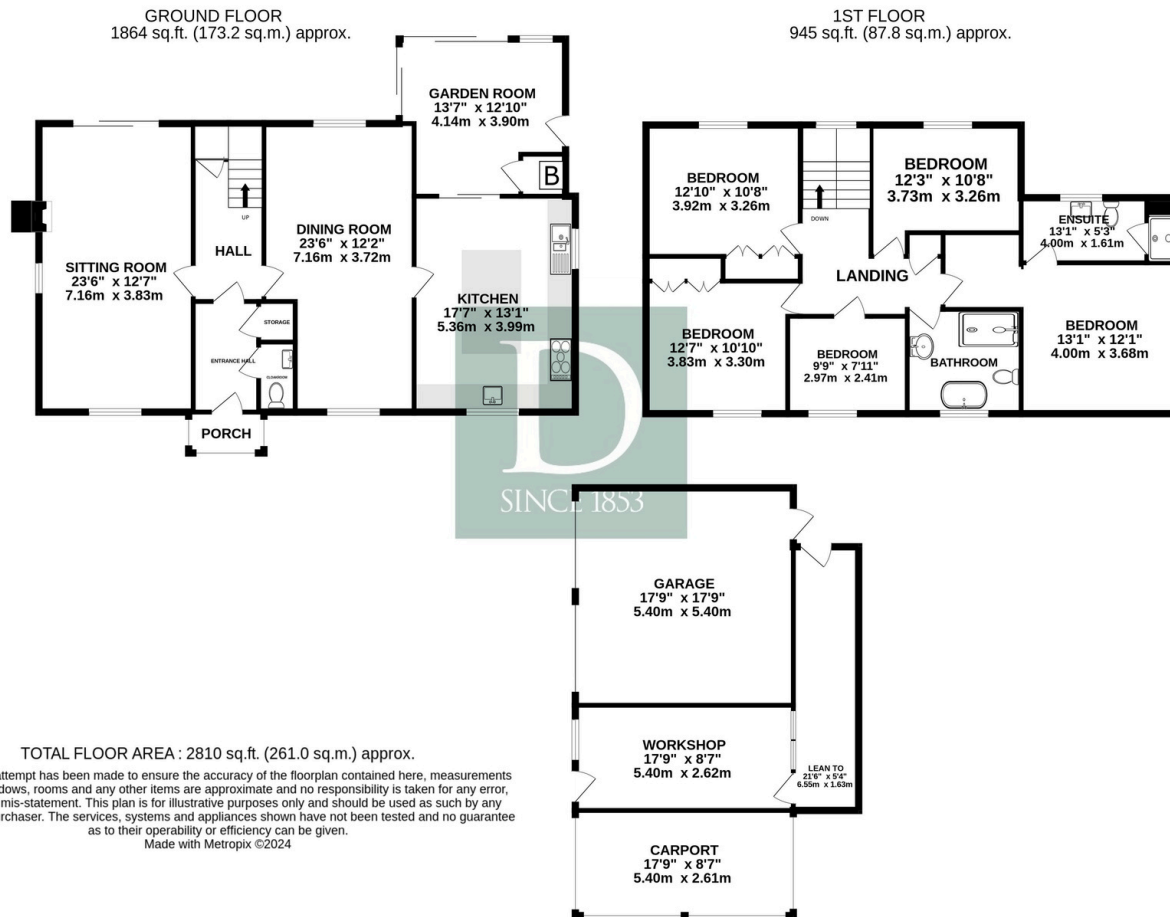 GROUND FLOOR
1864 sq.ft. (173.2 sq.m.) approx.
1ST FLOOR
945 sq.ft. (87.8 sq.m.) approx.
GARDEN ROOM
13'7" x 12'10"
4.14m x 3.90m
B
UP
HALL
SITTING ROOM
23'6" x 12'7"
7.16m x 3.83m
DINING ROOM
23'6" x 12'2"
7.16m x 3.72m
KITCHEN
17'7" x 13'1"
5.36m x 3.99m
STORAGE
ENTRANCE HALL
CLOAKROOM
PORCH
BEDROOM
12'10" x 10'8"
3.92m x 3.26m
DOWN
BEDROOM
12'3" x 10'8"
3.73m x 3.26m
ENSUITE
13'1" x 5'3"
4.00m x 1.61m
LANDING
BEDROOM
12'7" x 10'10"
3.83m x 3.30m
BEDROOM
9'9" x 7'11"
2.97m x 2.41m
BATHROOM
BEDROOM
13'1" x 12'1"
4.00m x 3.68m
D
SINCE 1853
GARAGE
17'9" x 17'9"
5.40m x 5.40m
WORKSHOP
17'9" x 8'7"
5.40m x 2.62m
LEAN TO
21'6" x 5'4"
6.55m x 1.63m
CARPORT
17'9" x 8'7"
5.40m x 2.61m
TOTAL FLOOR AREA : 2810 sq.ft. (261.0 sq.m.) approx.
attempt has been made to ensure the accuracy of the floorplan contained here, measurements
dows, rooms and any other items are approximate and no responsibility is taken for any error,
mis-statement. This plan is for illustrative purposes only and should be used as such by any
rchaser. The services, systems and appliances shown have not been tested and no guarantee
as to their operability or efficiency can be given.
Made with Metropix ©2024